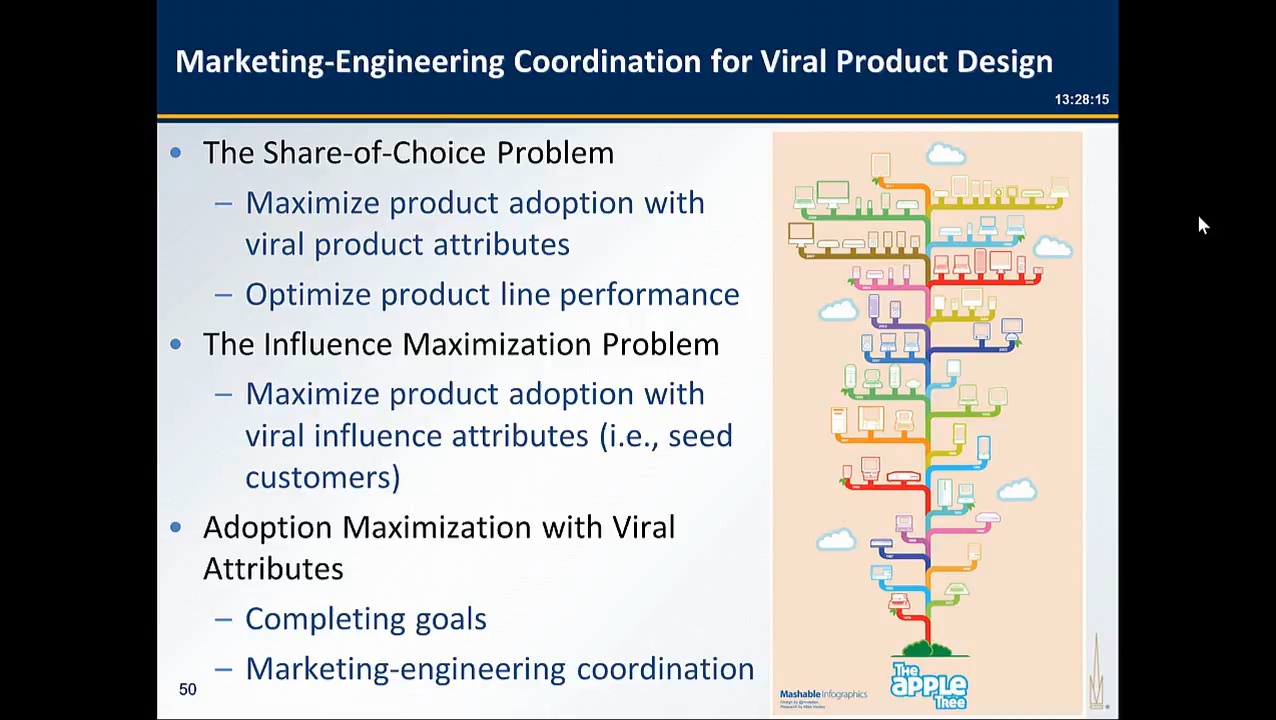 Marketing-Engineering Coordination for Viral Product Design
13:28:15
• The Share-of-Choice Problem
– Maximize product adoption with
viral product attributes
– Optimize product line performance
• The Influence Maximization Problem
– Maximize product adoption with
viral influence attributes (i.e., seed
customers)
• Adoption Maximization with Viral
Attributes
– Completing goals
– Marketing-engineering coordination
50
The
apple
Tree
Mashable Infographics